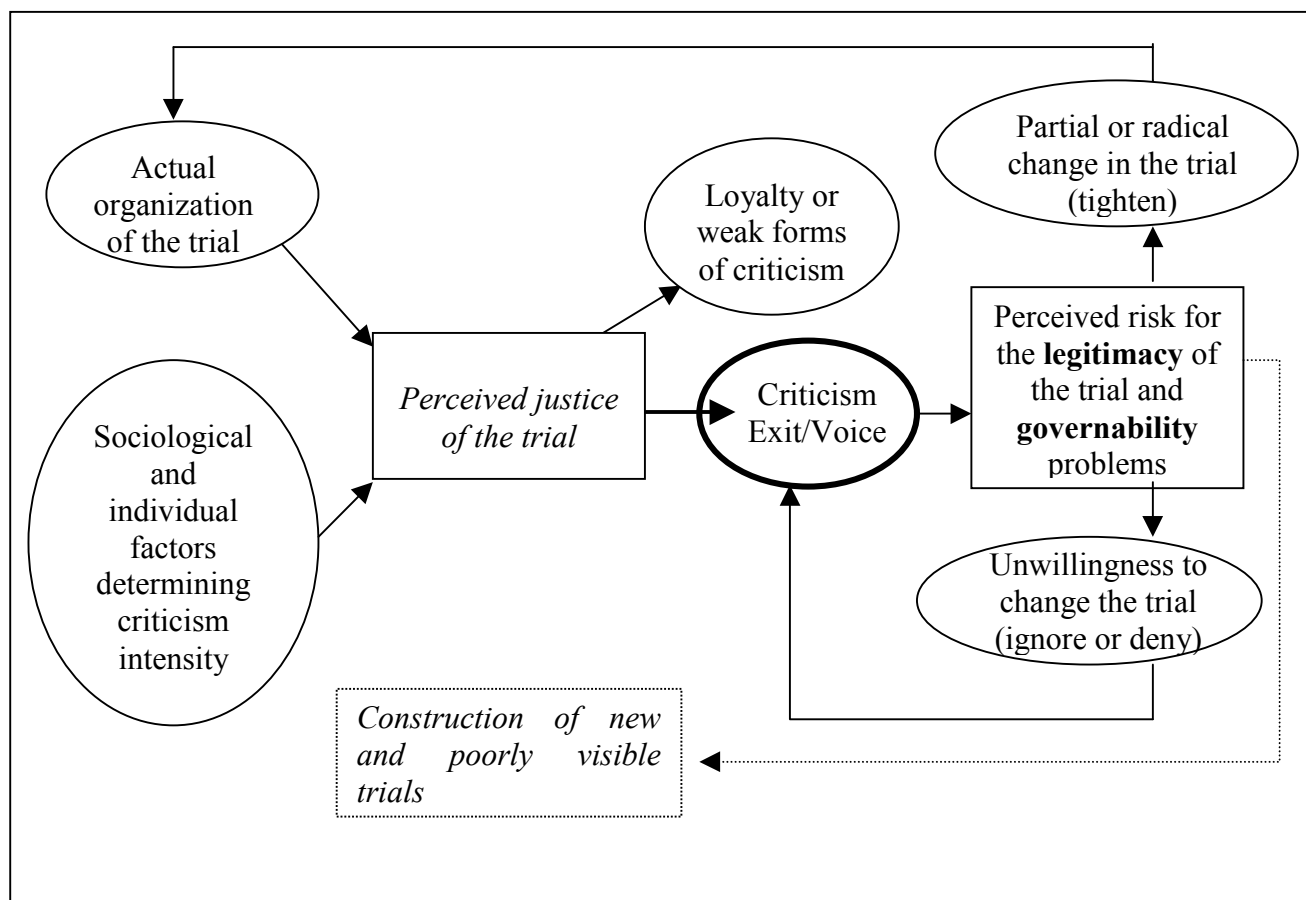 Actual
organization
of the trial
Loyalty or
weak forms
of criticism
Partial or radical
change in the trial
(tighten)
Sociological
and
individual
factors
determining
criticism
intensity
Perceived justice
of the trial
Criticism
Exit/Voice
Perceived risk for
the legitimacy of
the trial and
governability
problems
Unwillingness to
change the trial
(ignore or deny)
Construction of new
and poorly visible
trials